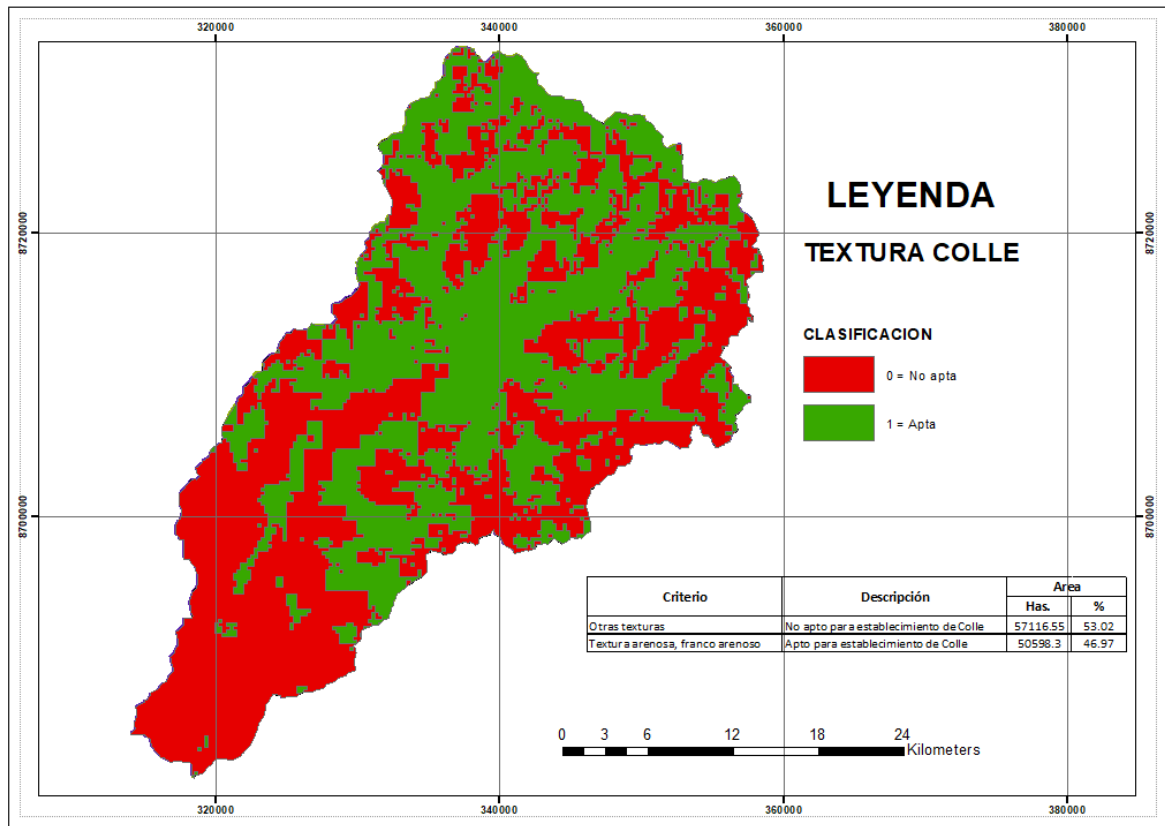 320000 340000 360000 380000
8720000 8720000
8700000 8700000
LEYENDA
TEXTURA COLLE
CLASIFICACION
0 = No apta
1 = Apta
Criterio Descripción Area
Has. %
Otras texturas No apto para establecimiento de Colle 57116.55 53.02
Textura arenosa, franco arenoso Apto para establecimiento de Colle 50598.3 46.97
0 3 6 12 18 24
Kilometers
320000 340000 360000 380000